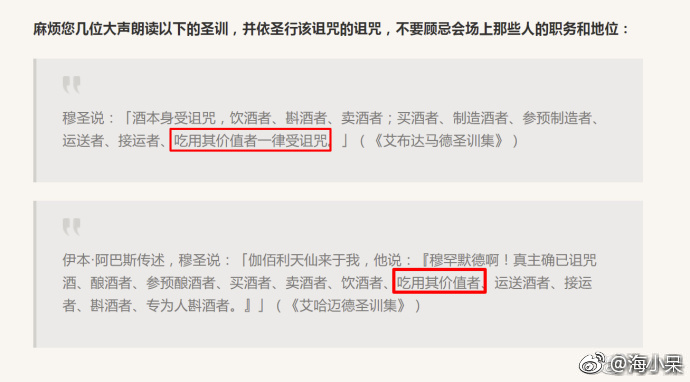 麻烦您几位大声朗读以下的圣训，并依圣行该诅咒的诅咒，不要顾忌会场上那些人的职务和地位：
穆圣说：「酒本身受诅咒，饮酒者、斟酒者、卖酒者；买酒者、制造酒者、参预制造者、
运送者、接运者、吃用其价值者一律受诅咒。」（《艾布达马德圣训集》）
伊本·阿巴斯传述，穆圣说：「伽佰利天仙来于我，他说：『穆罕默德啊！真主确已诅咒
酒、酿酒者、参预酿酒者、买酒者、卖酒者、饮酒者、吃用其价值者、运送酒者、接运
者、斟酒者、专为人斟酒者。』」（《艾哈迈德圣训集》）
@海小呆